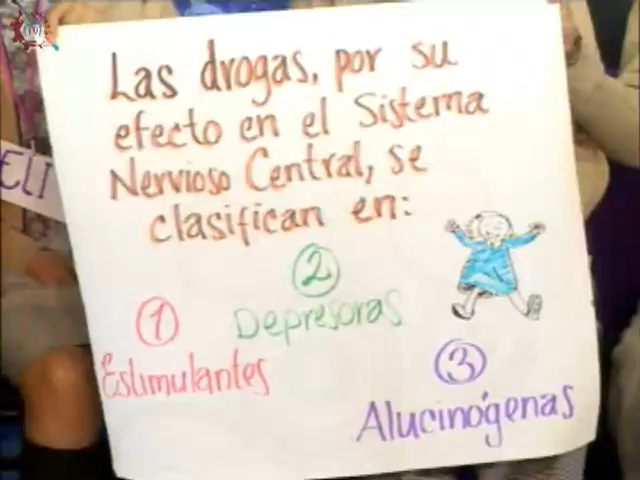 Las drogas, por su
efecto en el Sistema
Nervioso Central, se
clasifican en:
1
Estimulantes
2
Depresoras
3
Alucinógenas